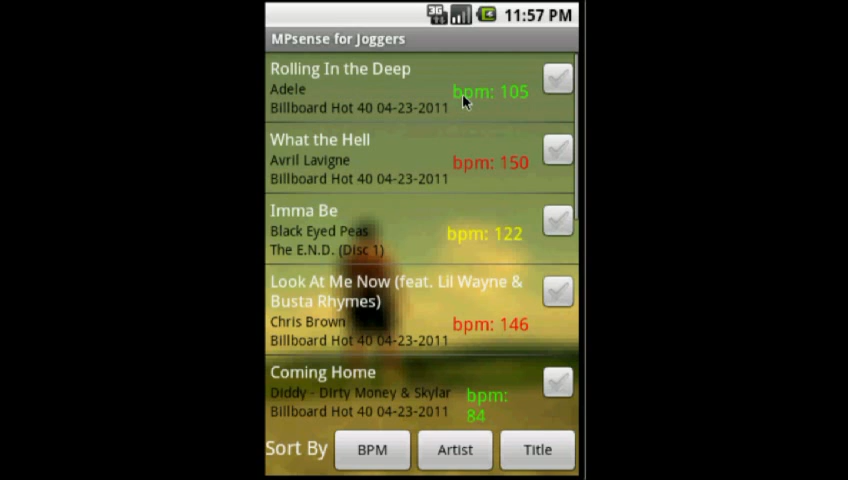 3G 11:57 PM
MPsense for Joggers
Rolling In the Deep
Adele
bpm: 105
Billboard Hot 40 04-23-2011
What the Hell
Avril Lavigne
bpm: 150
Billboard Hot 40 04-23-2011
Imma Be
Black Eyed Peas
bpm: 122
The E.N.D. (Disc 1)
Look At Me Now (feat. Lil Wayne &
Busta Rhymes)
Chris Brown
bpm: 146
Billboard Hot 40 04-23-2011
Coming Home
Diddy - Dirty Money & Skylar
bpm:
84
Billboard Hot 40 04-23-2011
Sort By BPM Artist Title